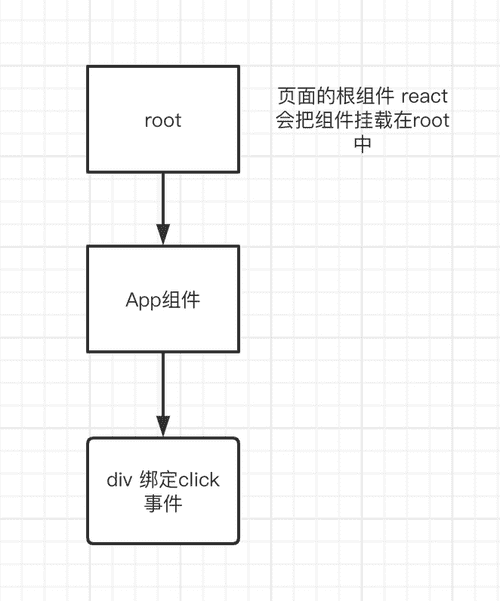 root
页面的根组件 react
会把组件挂载在root
中
App组件
div 绑定click
事件